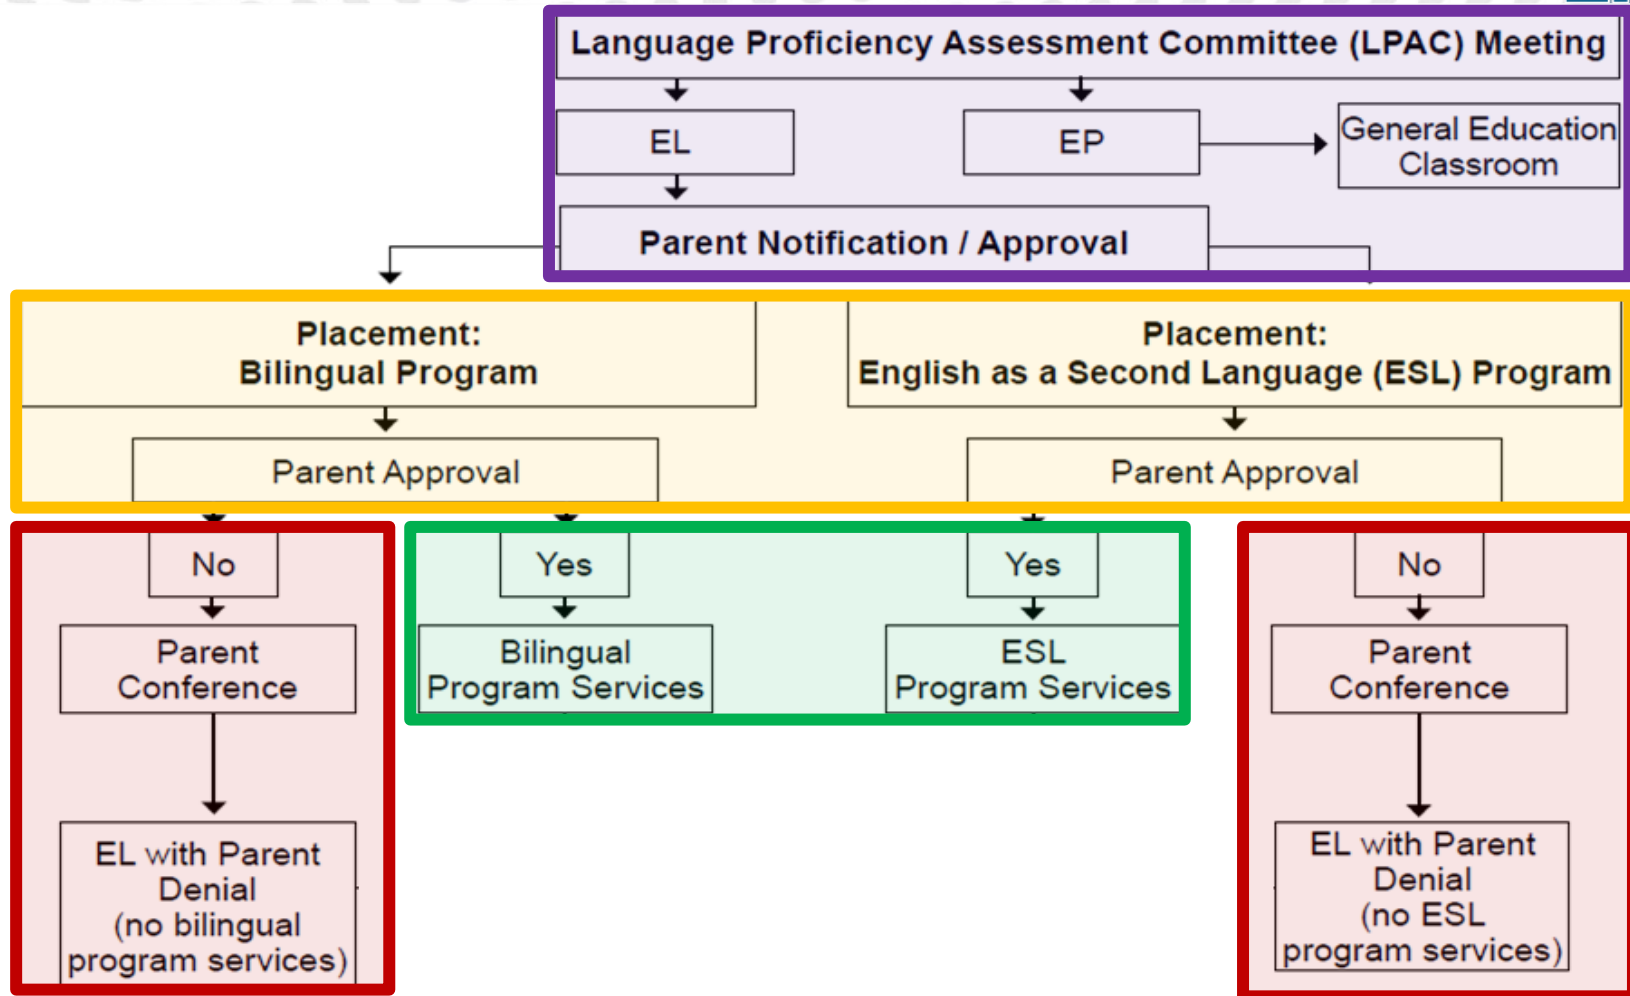 Language Proficiency Assessment Committee (LPAC) Meeting
EL
EP
General Education
Classroom
Parent Notification / Approval
Placement:
Bilingual Program
Placement:
English as a Second Language (ESL) Program
Parent Approval
Parent Approval
No
Yes
Yes
No
Parent
Conference
Bilingual
Program Services
ESL
Program Services
Parent
Conference
EL with Parent
Denial
(no bilingual
program services)
EL with Parent
Denial
(no ESL
program services)